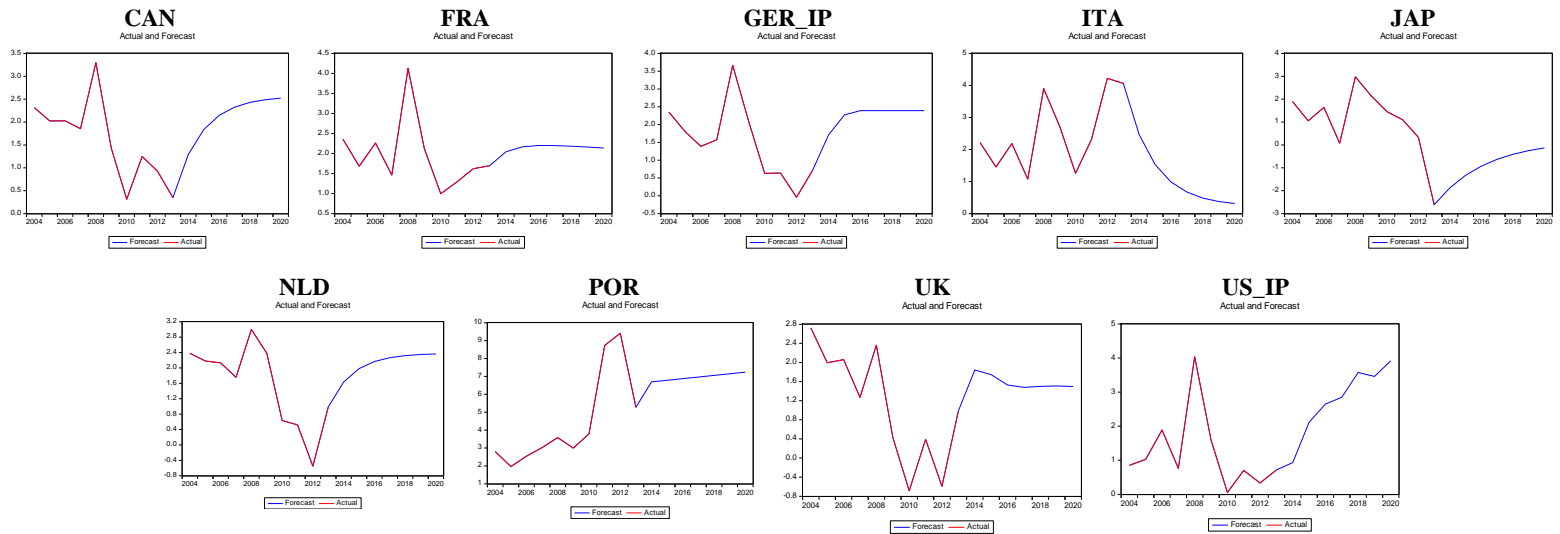 CAN FRA GER_IP ITA JAP
Actual and Forecast Actual and Forecast Actual and Forecast Actual and Forecast Actual and Forecast
3.5 4.5 4.0 5 4
3.0 4.0 3.5 4 3
2.5 3.5 3.0 3 2
2.0 3.0 2.5 2 1
1.5 2.5 2.0 1 0
1.0 2.0 1.5 0 -1
0.5 1.5 1.0 -2
0.0 1.0 0.5 -3
0.5 0.0
-0.5
2004 2006 2008 2010 2012 2014 2016 2018 2020 2004 2006 2008 2010 2012 2014 2016 2018 2020 2004 2006 2008 2010 2012 2014 2016 2018 2020 2004 2006 2008 2010 2012 2014 2016 2018 2020 2004 2006 2008 2010 2012 2014 2016 2018 2020
Forecast Actual Forecast Actual Forecast Actual Forecast Actual Forecast Actual
NLD POR UK US_IP
Actual and Forecast Actual and Forecast Actual and Forecast Actual and Forecast
3.2 10 2.8 5
2.8 9 2.4 4
2.4 8 2.0 3
2.0 7 1.6 2
1.6 6 1.2 1
1.2 5 0.8 0
0.8 4 0.4
0.4 3 0.0
0.0 2 -0.4
-0.4 1 -0.8
-0.8
2004 2006 2008 2010 2012 2014 2016 2018 2020 2004 2006 2008 2010 2012 2014 2016 2018 2020 2004 2006 2008 2010 2012 2014 2016 2018 2020 2004 2006 2008 2010 2012 2014 2016 2018 2020
Forecast Actual Forecast Actual Forecast Actual Forecast Actual